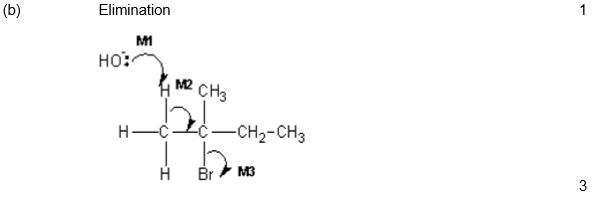 (b) Elimination 1
M1
HO:⁻
H M2 CH₃
H—C—C—CH₂-CH₃
H Br M3
3